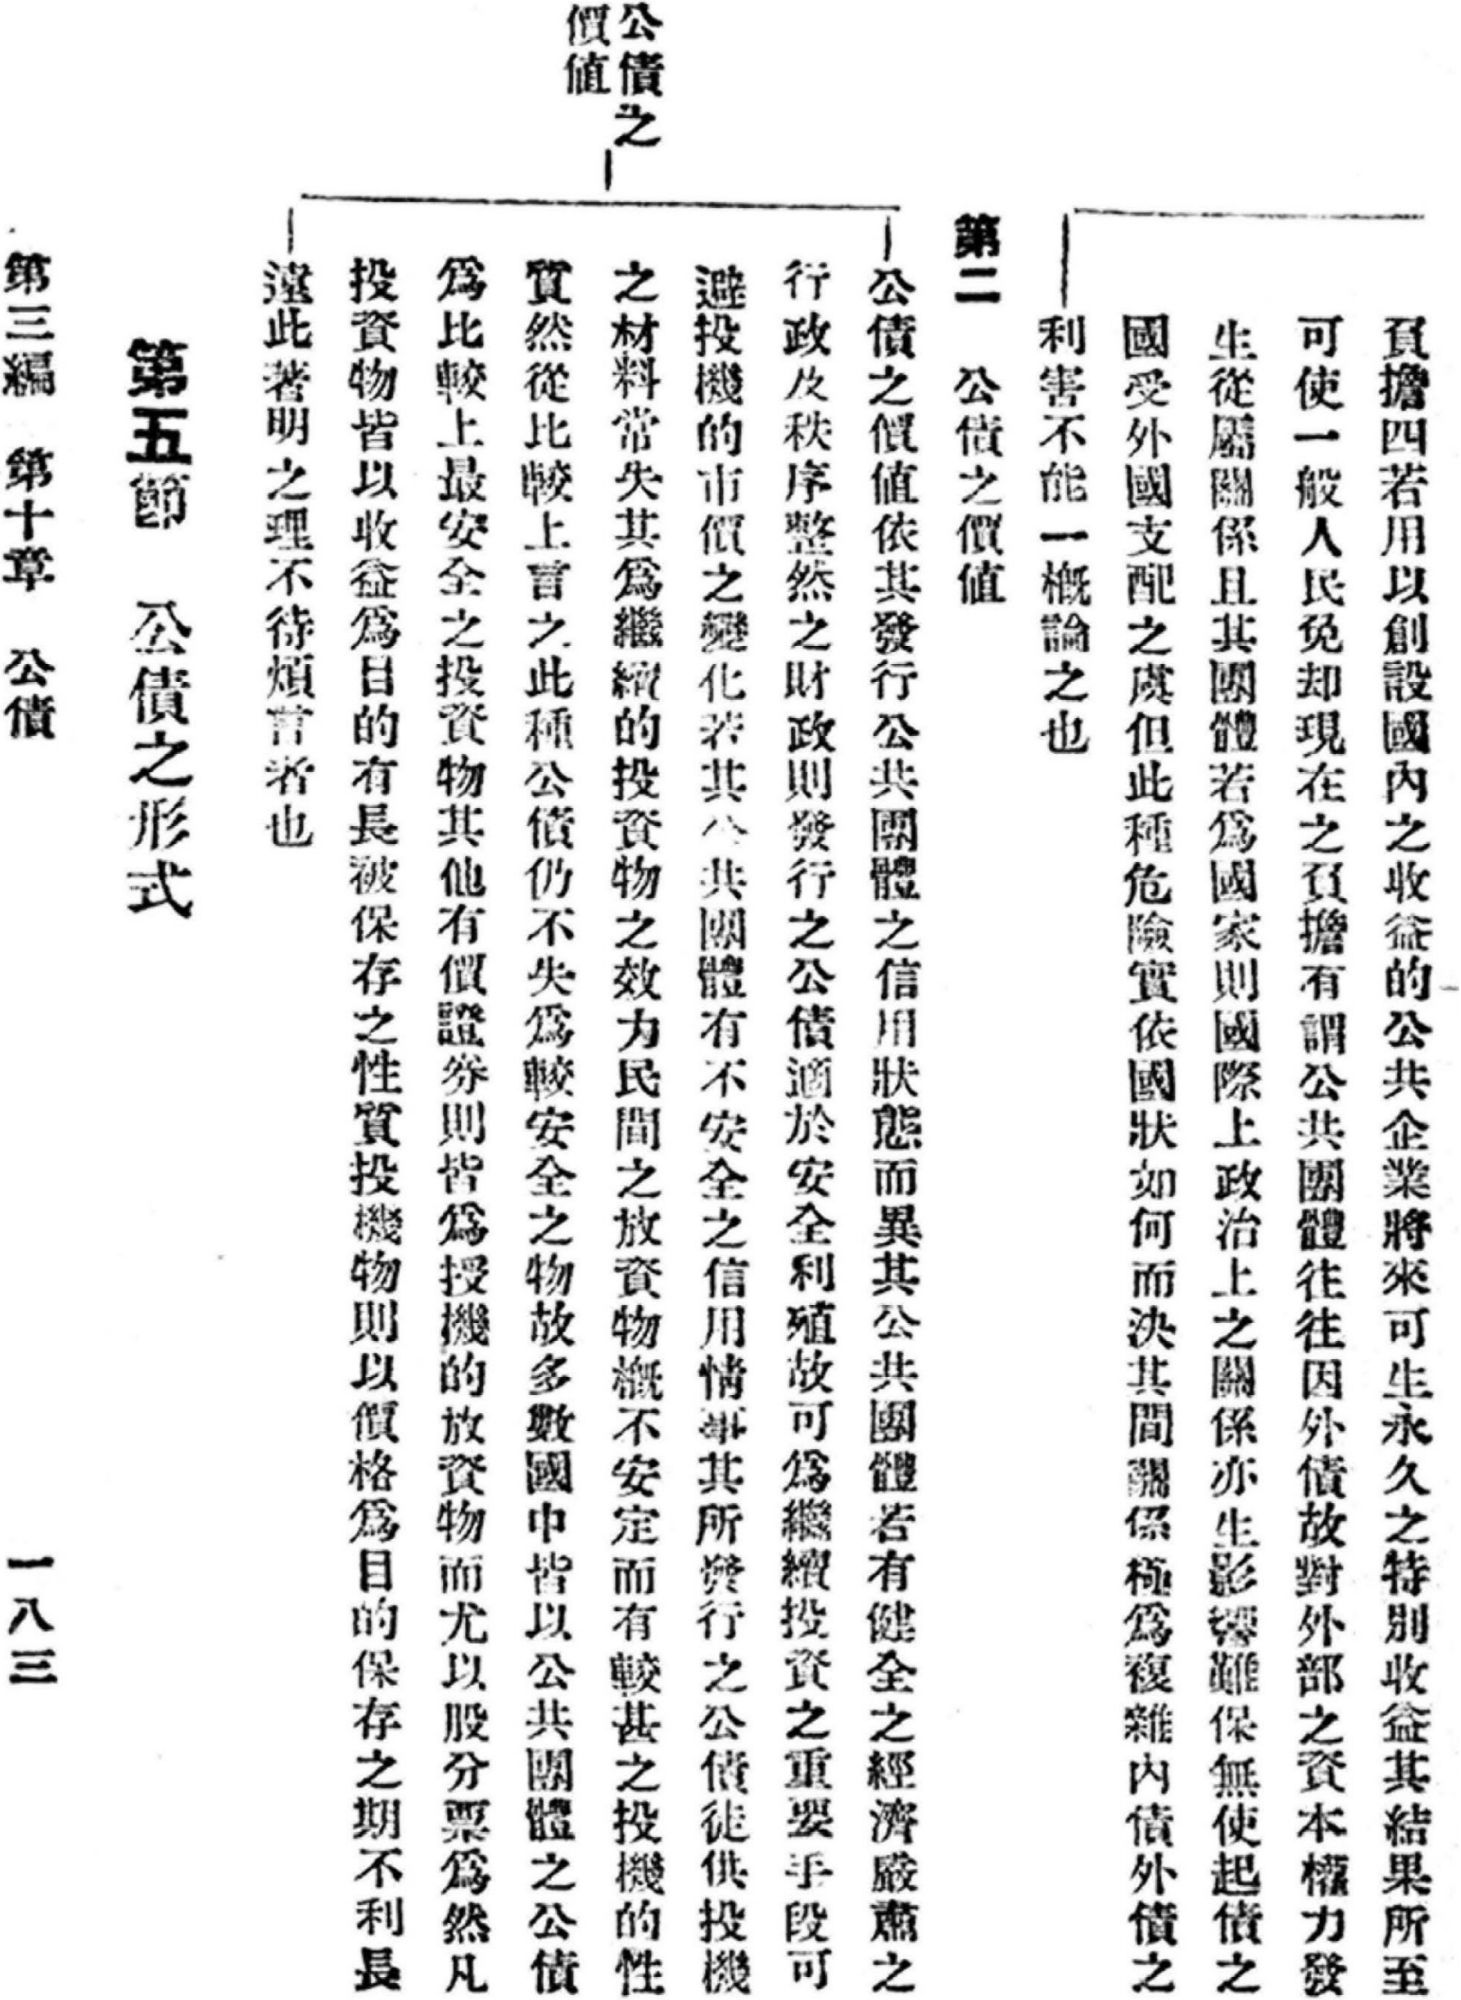 負擔四若用以創設國內之收益的公共企業將來可生永久之特別收益其結果所至
可使一般人民免却現在之負擔有謂公共團體往往因外債故對外部之資本權力發
生從屬關係且其團體若爲國家則國際上政治上之關係亦生影響難保無使起債之
國受外國支配之虞但此種危險實依國狀如何而決其間關係極爲複雜內債外債之
利害不能一概論之也
第二　公債之價値
公債之
價値
公債之價値依其發行公共團體之信用狀態而異其公共團體若有健全之經濟嚴肅之
行政及秩序整然之財政則發行之公債適於安全利殖故可爲繼續投資之重要手段可
避投機的市價之變化若其公共團體有不安全之信用情事其所發行之公債徒供投機
之材料常失其爲繼續的投資物之效力民間之放資物概不安定而有較甚之投機的性
質然從比較上言之此種公債仍不失爲較安全之物故多數國中皆以公共團體之公債
爲比較上最安全之投資物其他有價證券則皆爲授機的放資物而尤以股分票爲然凡
投資物皆以收益爲目的有長被保存之性質投機物則以價格爲目的保存之期不利長
遠此著明之理不待煩言者也
第五節　公債之形式
第三編　第十章　公債　一八三